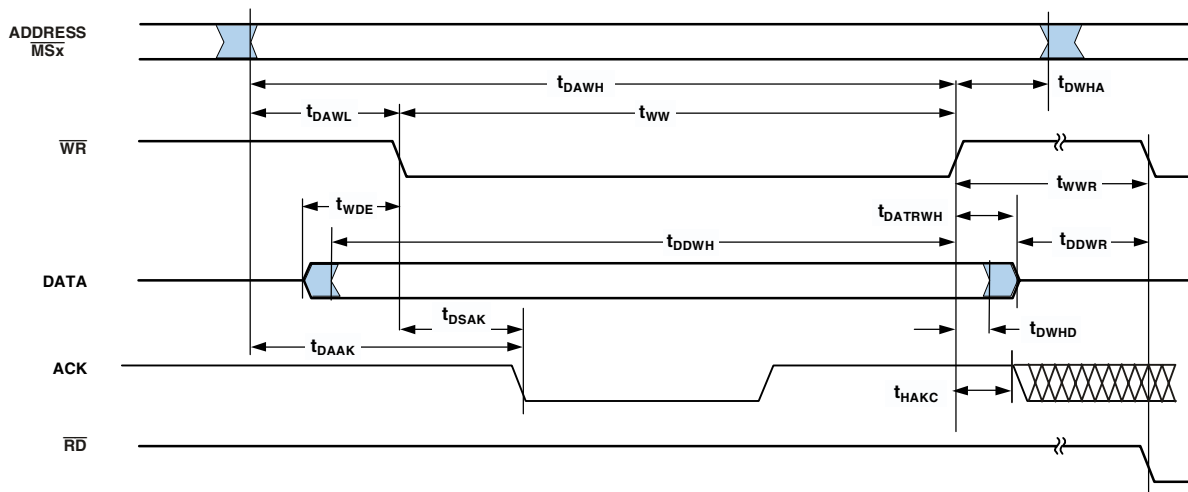 ADDRESS
MSx
tDAWH
tDWHA
tDAWL
tWW
WR
tWWR
tWDE
tDATRWH
tDDWH
tDDWR
DATA
tDSAK
tDWHD
tDAAK
ACK
tHAKC
RD